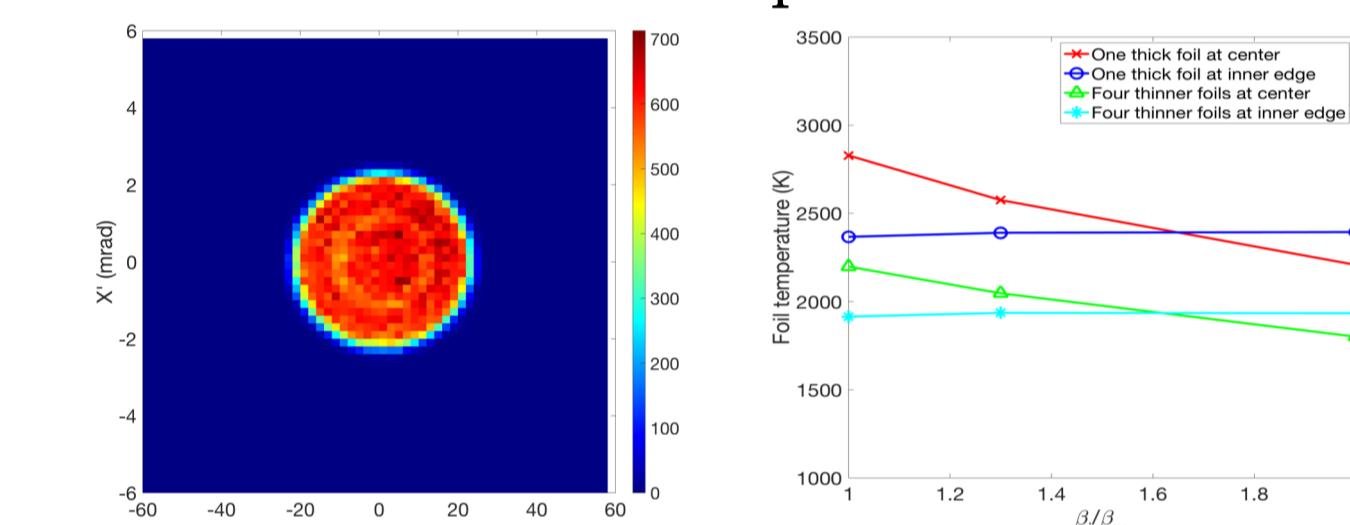 6
4
2
0
-2
-4
-6
X' (mrad)
-60 -40 -20 0 20 40 60
700
600
500
400
300
200
100
0
3500
3000
2500
2000
1500
1000
Foil temperature (K)
One thick foil at center
One thick foil at inner edge
Four thinner foils at center
Four thinner foils at inner edge
1 1.2 1.4 1.6 1.8